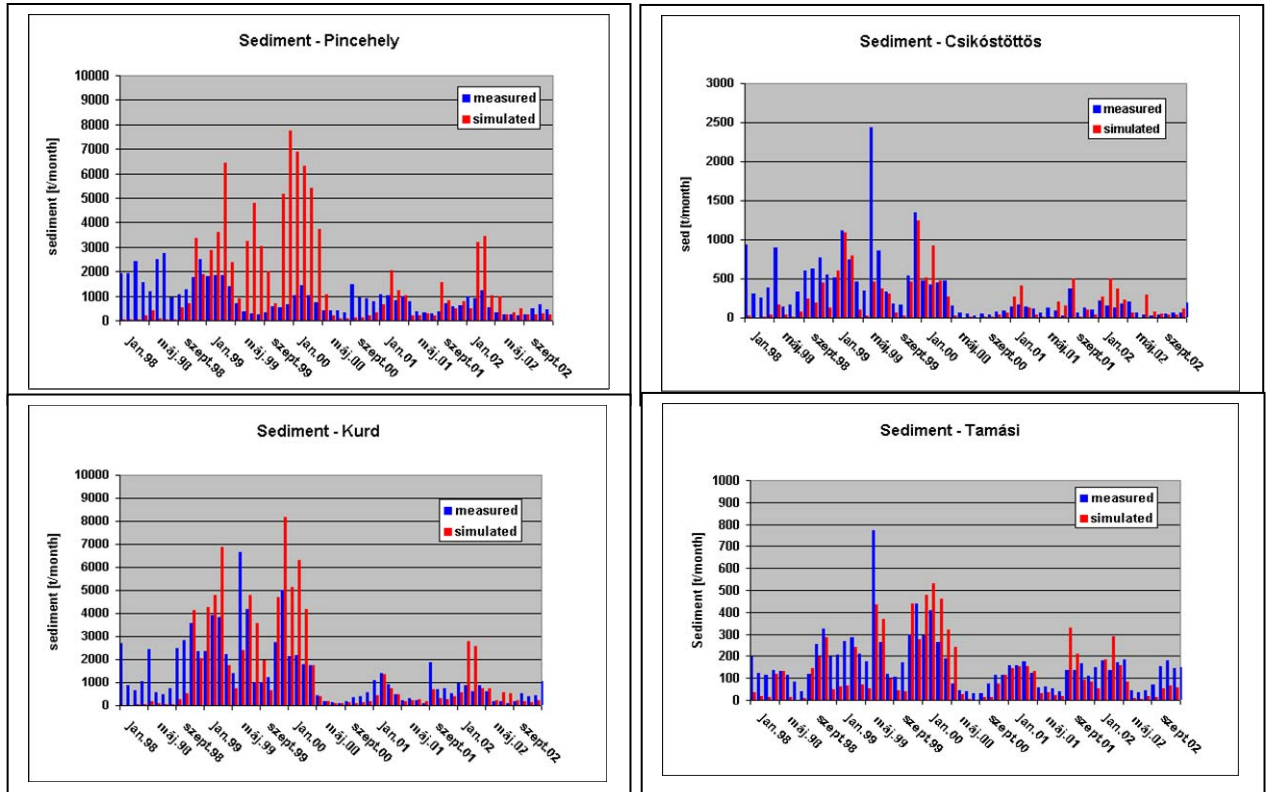 Sediment - Pincehely
sediment [t/month]
10000
9000
8000
7000
6000
5000
4000
3000
2000
1000
0
measured
simulated
jan.98
máj.98
szept.98
jan.99
máj.99
szept.99
jan.00
máj.00
szept.00
jan.01
máj.01
szept.01
jan.02
máj.02
szept.02
Sediment - Csikóstöttös
sed [t/month]
3000
2500
2000
1500
1000
500
0
measured
simulated
jan.98
máj.98
szept.98
jan.99
máj.99
szept.99
jan.00
máj.00
szept.00
jan.01
máj.01
szept.01
jan.02
máj.02
szept.02
Sediment - Kurd
sediment [t/month]
10000
9000
8000
7000
6000
5000
4000
3000
2000
1000
0
measured
simulated
jan.98
máj.98
szept.98
jan.99
máj.99
szept.99
jan.00
máj.00
szept.00
jan.01
máj.01
szept.01
jan.02
máj.02
szept.02
Sediment - Tamási
Sediment [t/month]
1000
900
800
700
600
500
400
300
200
100
0
measured
simulated
jan.98
máj.98
szept.98
jan.99
máj.99
szept.99
jan.00
máj.00
szept.00
jan.01
máj.01
szept.01
jan.02
máj.02
szept.02